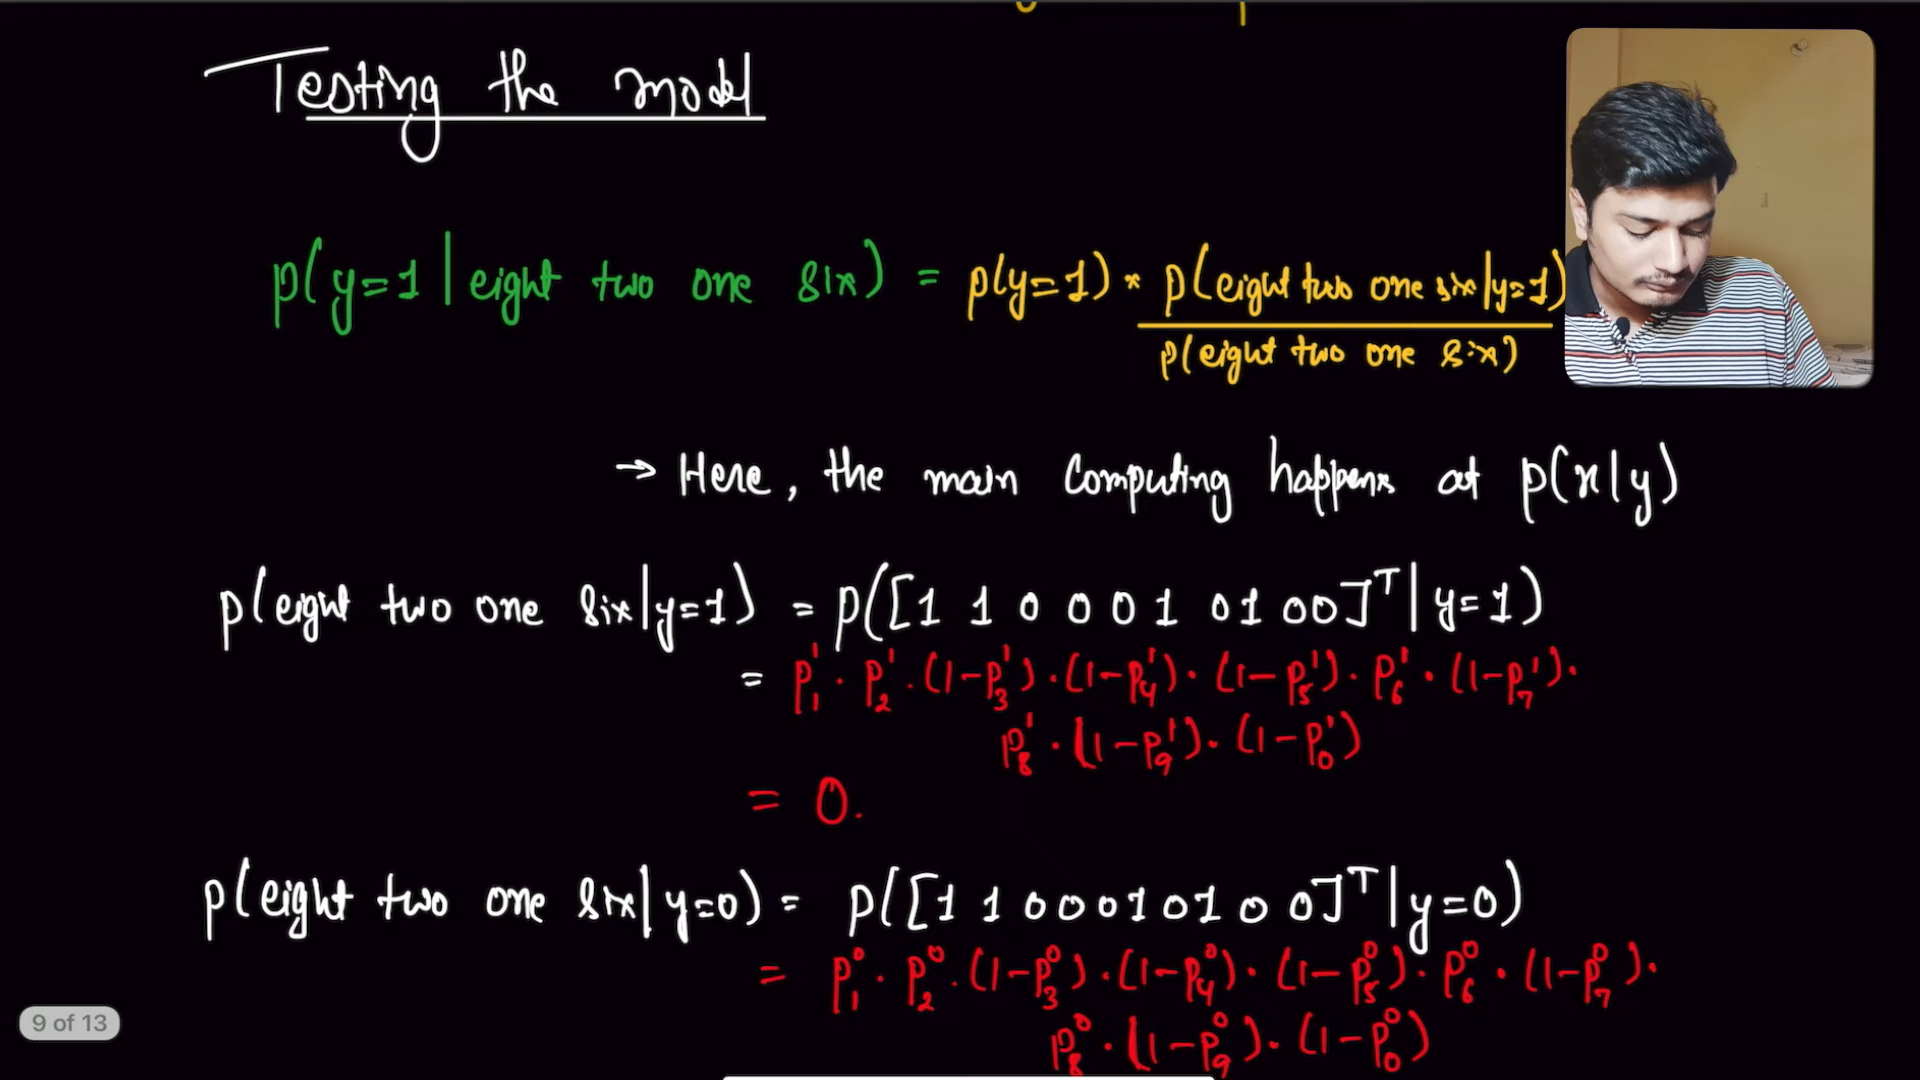 Testing the model
p(y=1 | eight two one six) = p(y=1) * p(eight two one six|y=1)
p(eight two one six)
→ Here, the main computing happens at p(x|y)
p(eight two one six|y=1) = p([1 1 0 0 0 1 0 1 0 0]ᵀ | y=1)
= p₁¹ · p₂¹ · (1-p₃¹) · (1-p₄¹) · (1-p₅¹) · p₆¹ · (1-p₇¹) ·
p₈¹ · (1-p₉¹) · (1-p₀¹)
= 0.
p(eight two one six|y=0) = p([1 1 0 0 0 1 0 1 0 0]ᵀ | y=0)
= p₁⁰ · p₂⁰ · (1-p₃⁰) · (1-p₄⁰) · (1-p₅⁰) · p₆⁰ · (1-p₇⁰) ·
p₈⁰ · (1-p₉⁰) · (1-p₀⁰)
9 of 13